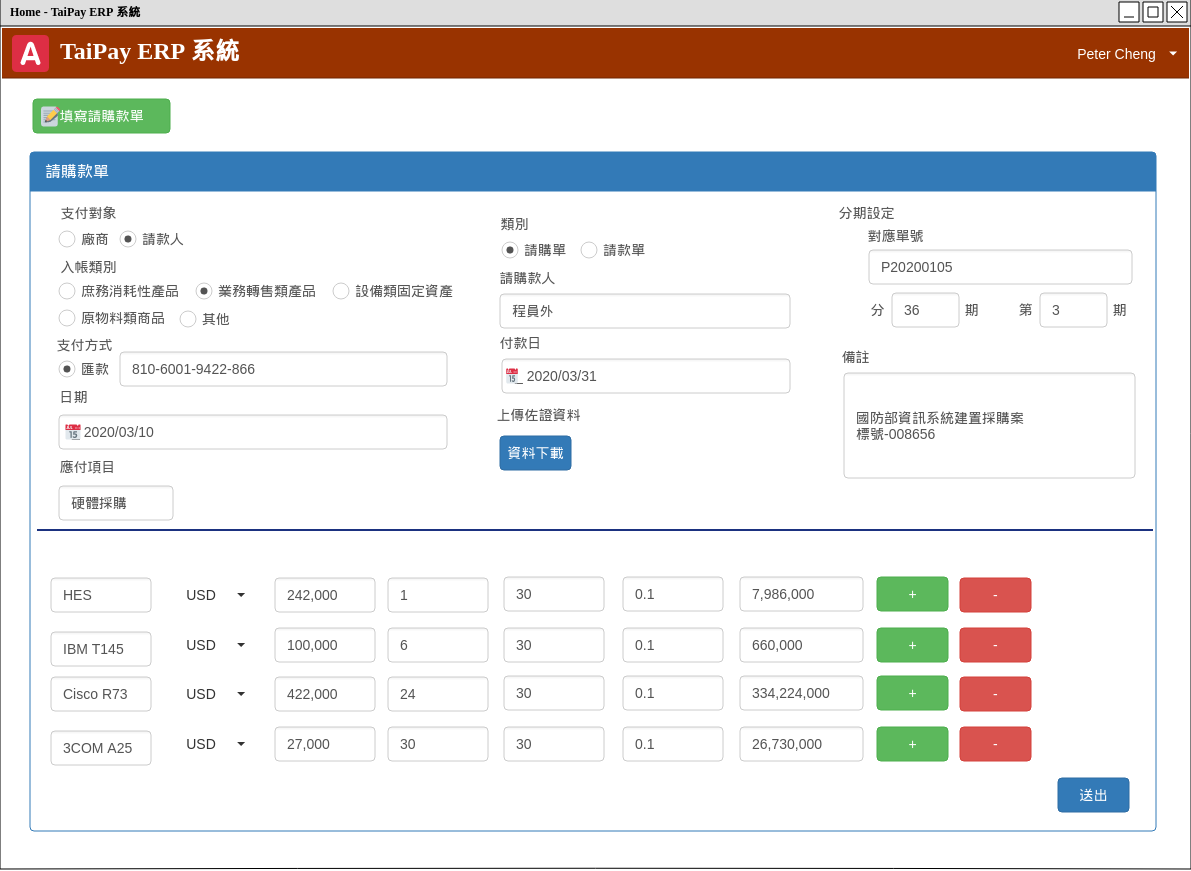 Home - TaiPay ERP 系統
A TaiPay ERP 系統
Peter Cheng
填寫請購款單
請購款單
支付對象
廠商 請款人
入帳類別
庶務消耗性產品 業務轉售類產品 設備類固定資產
原物料類商品 其他
支付方式
匯款 810-6001-9422-866
日期
2020/03/10
應付項目
硬體採購
類別
請購單 請款單
請購款人
程員外
付款日
2020/03/31
上傳佐證資料
資料下載
分期設定
對應單號
P20200105
分 36 期 第 3 期
備註
國防部資訊系統建置採購案
標號-008656
HES USD 242,000 1 30 0.1 7,986,000 + -
IBM T145 USD 100,000 6 30 0.1 660,000 + -
Cisco R73 USD 422,000 24 30 0.1 334,224,000 + -
3COM A25 USD 27,000 30 30 0.1 26,730,000 + -
送出